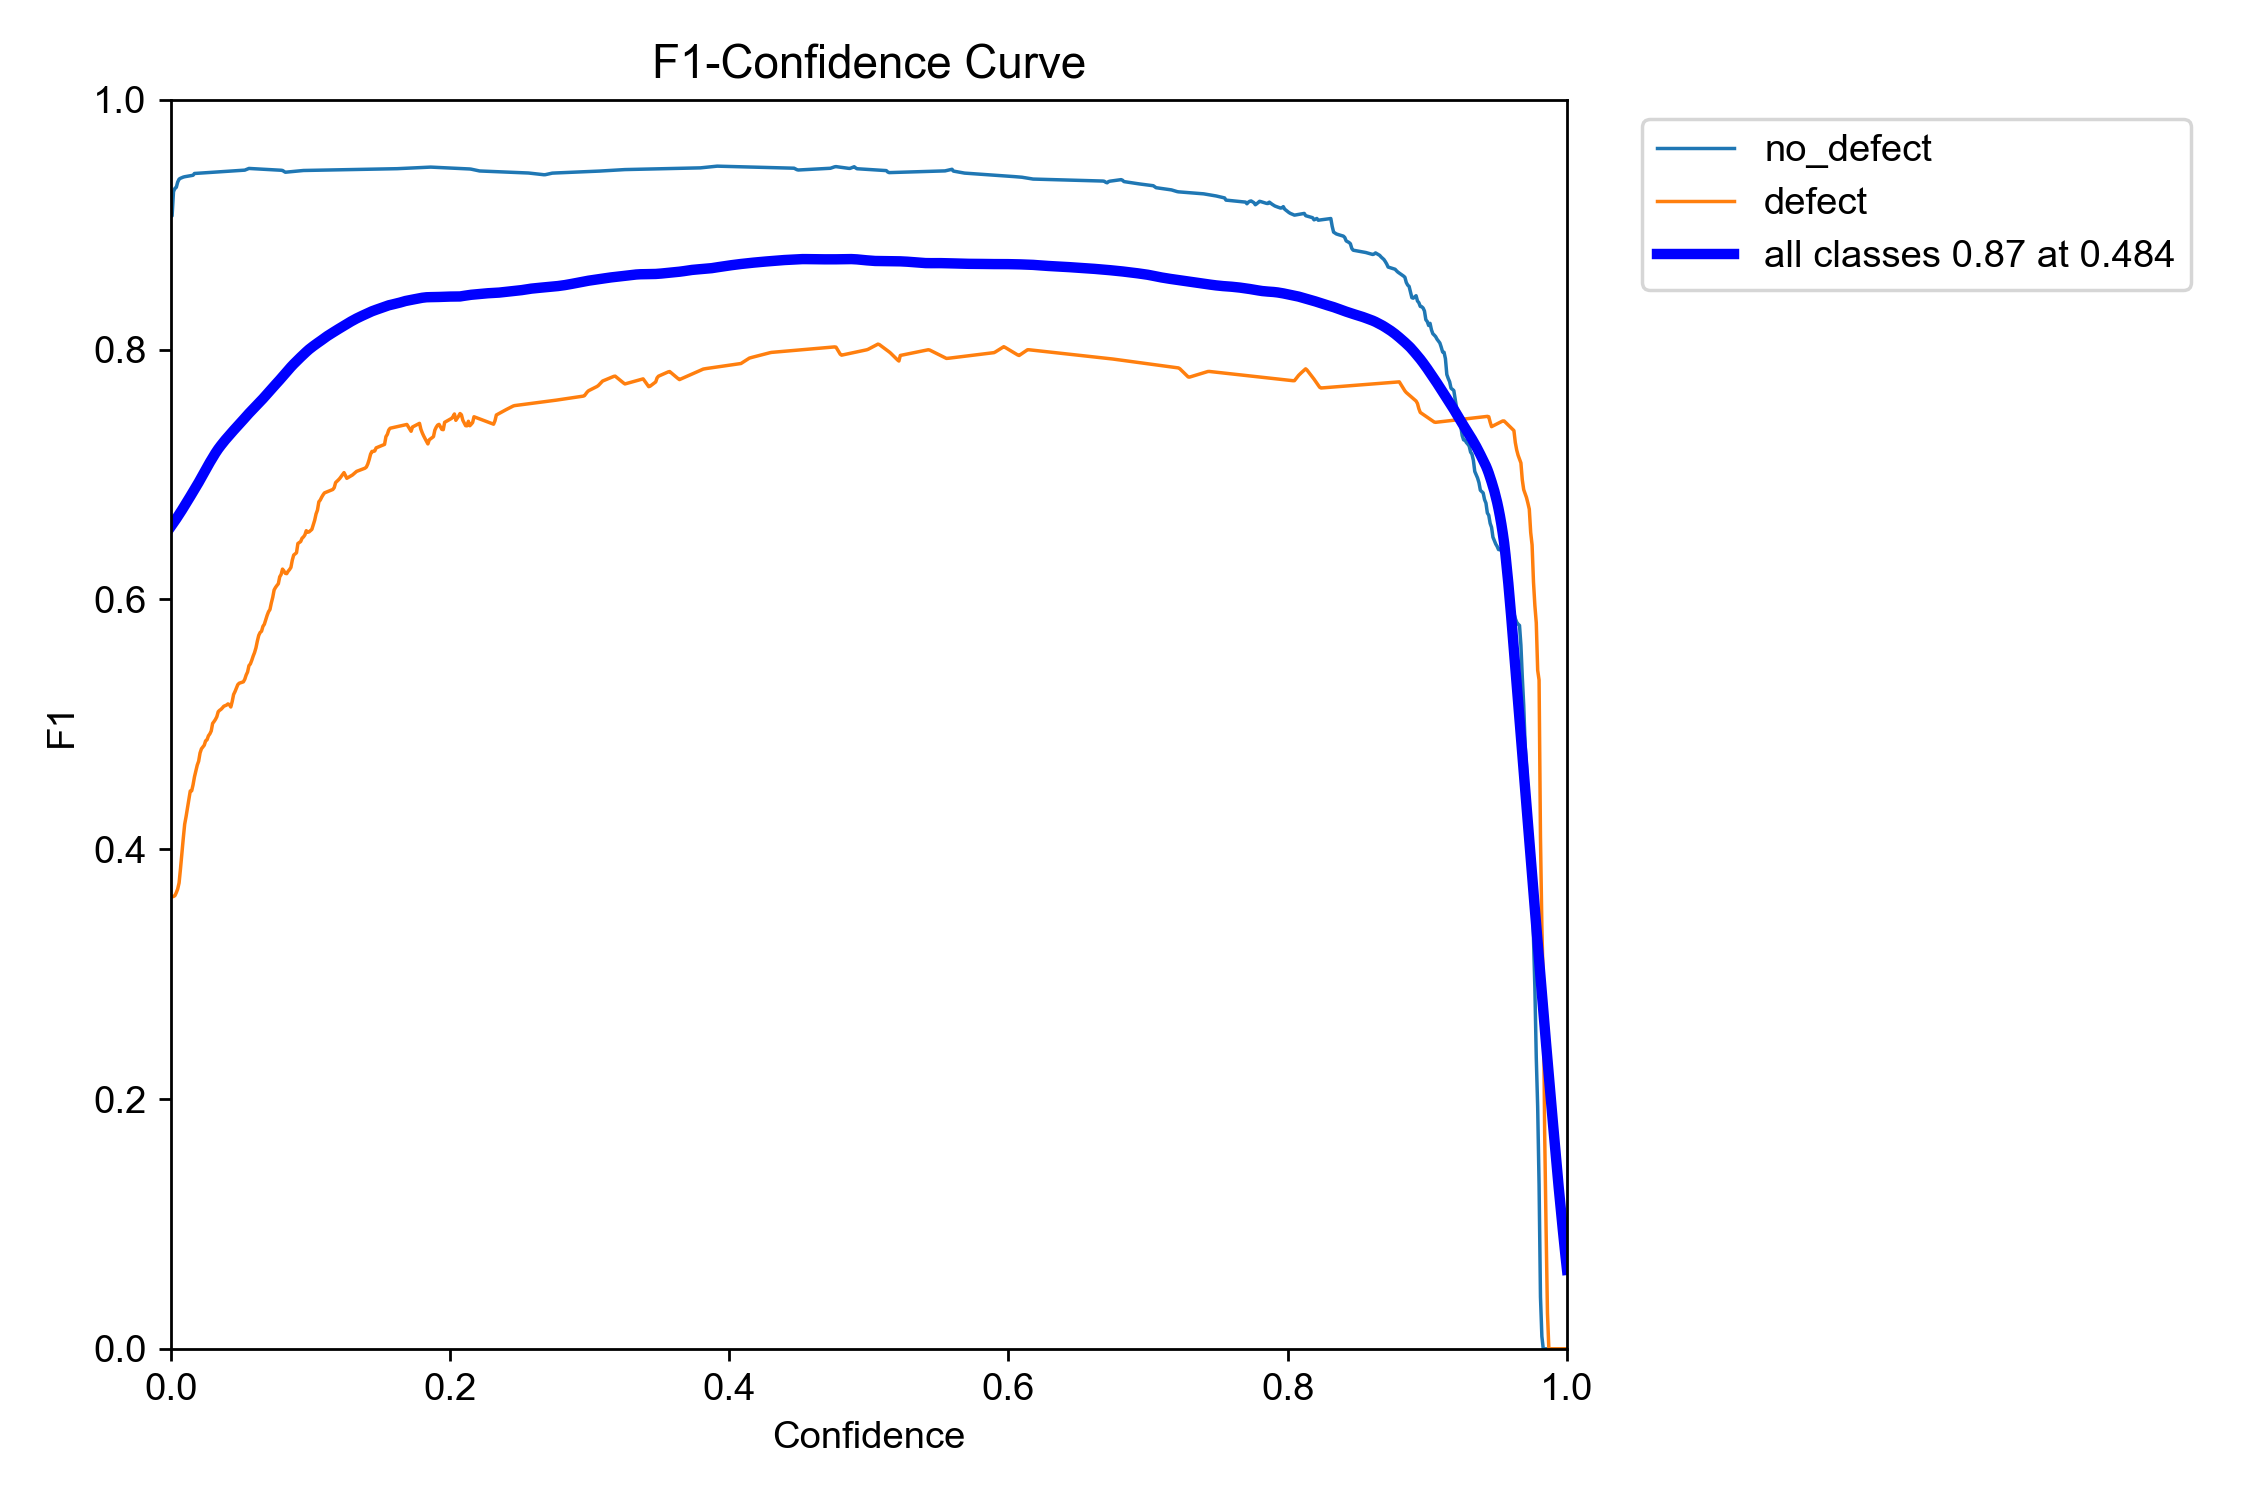 F1-Confidence Curve
1.0
0.8
0.6
0.4
0.2
0.0
F1
0.0 0.2 0.4 0.6 0.8 1.0
Confidence
no_defect
defect
all classes 0.87 at 0.484